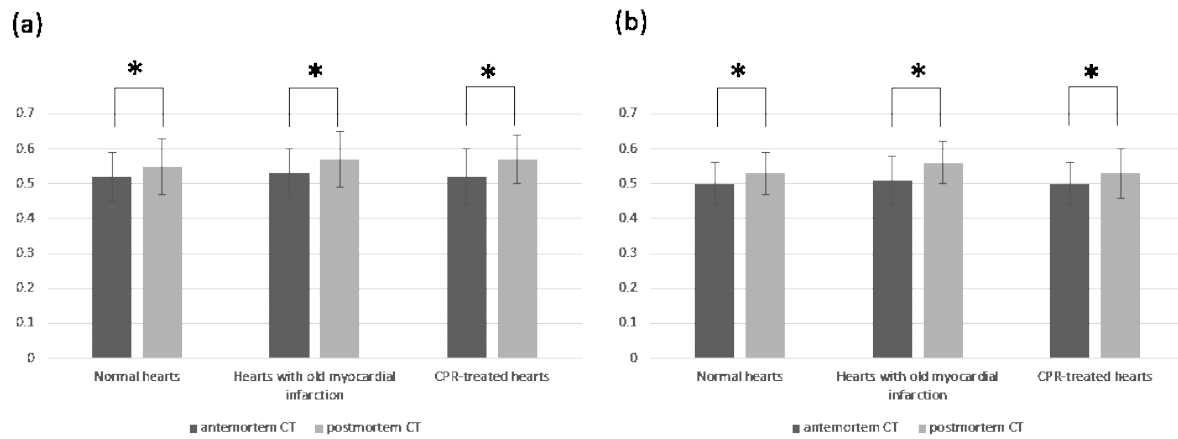 (a)
* * *
0.7
0.6
0.5
0.4
0.3
0.2
0.1
0
Normal hearts
Hearts with old myocardial
infarction
CPR-treated hearts
antemortem CT postmortem CT
(b)
* * *
0.7
0.6
0.5
0.4
0.3
0.2
0.1
0
Normal hearts
Hearts with old myocardial
infarction
CPR-treated hearts
antemortem CT postmortem CT